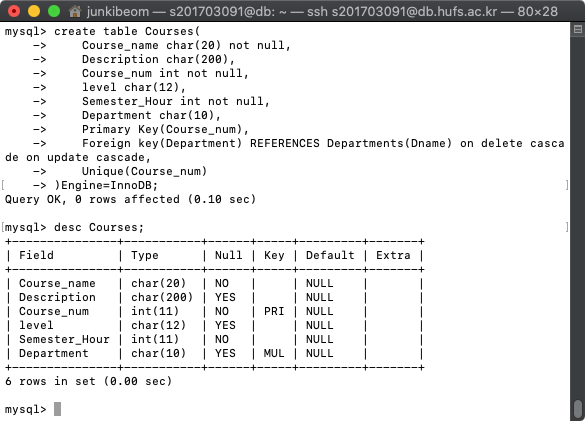 junkibeom — s201703091@db: ~ — ssh s201703091@db.hufs.ac.kr — 80×28
mysql> create table Courses(
    ->     Course_name char(20) not null,
    ->     Description char(200),
    ->     Course_num int not null,
    ->     level char(12),
    ->     Semester_Hour int not null,
    ->     Department char(10),
    ->     Primary Key(Course_num),
    ->     Foreign key(Department) REFERENCES Departments(Dname) on delete casca
de on update cascade,
    ->     Unique(Course_num)
[    -> )Engine=InnoDB;                                                          ]
Query OK, 0 rows affected (0.10 sec)

[mysql> desc Courses;                                                            ]
+---------------+-----------+------+-----+---------+-------+
| Field         | Type      | Null | Key | Default | Extra |
+---------------+-----------+------+-----+---------+-------+
| Course_name   | char(20)  | NO   |     | NULL    |       |
| Description   | char(200) | YES  |     | NULL    |       |
| Course_num    | int(11)   | NO   | PRI | NULL    |       |
| level         | char(12)  | YES  |     | NULL    |       |
| Semester_Hour | int(11)   | NO   |     | NULL    |       |
| Department    | char(10)  | YES  | MUL | NULL    |       |
+---------------+-----------+------+-----+---------+-------+
6 rows in set (0.00 sec)

mysql>